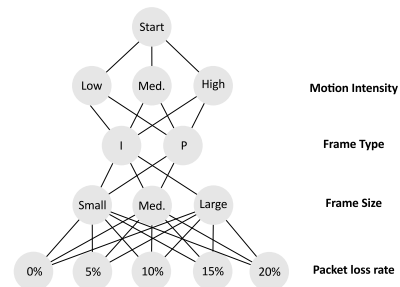 Start
Low Med. High Motion Intensity
I P Frame Type
Small Med. Large Frame Size
0% 5% 10% 15% 20% Packet loss rate